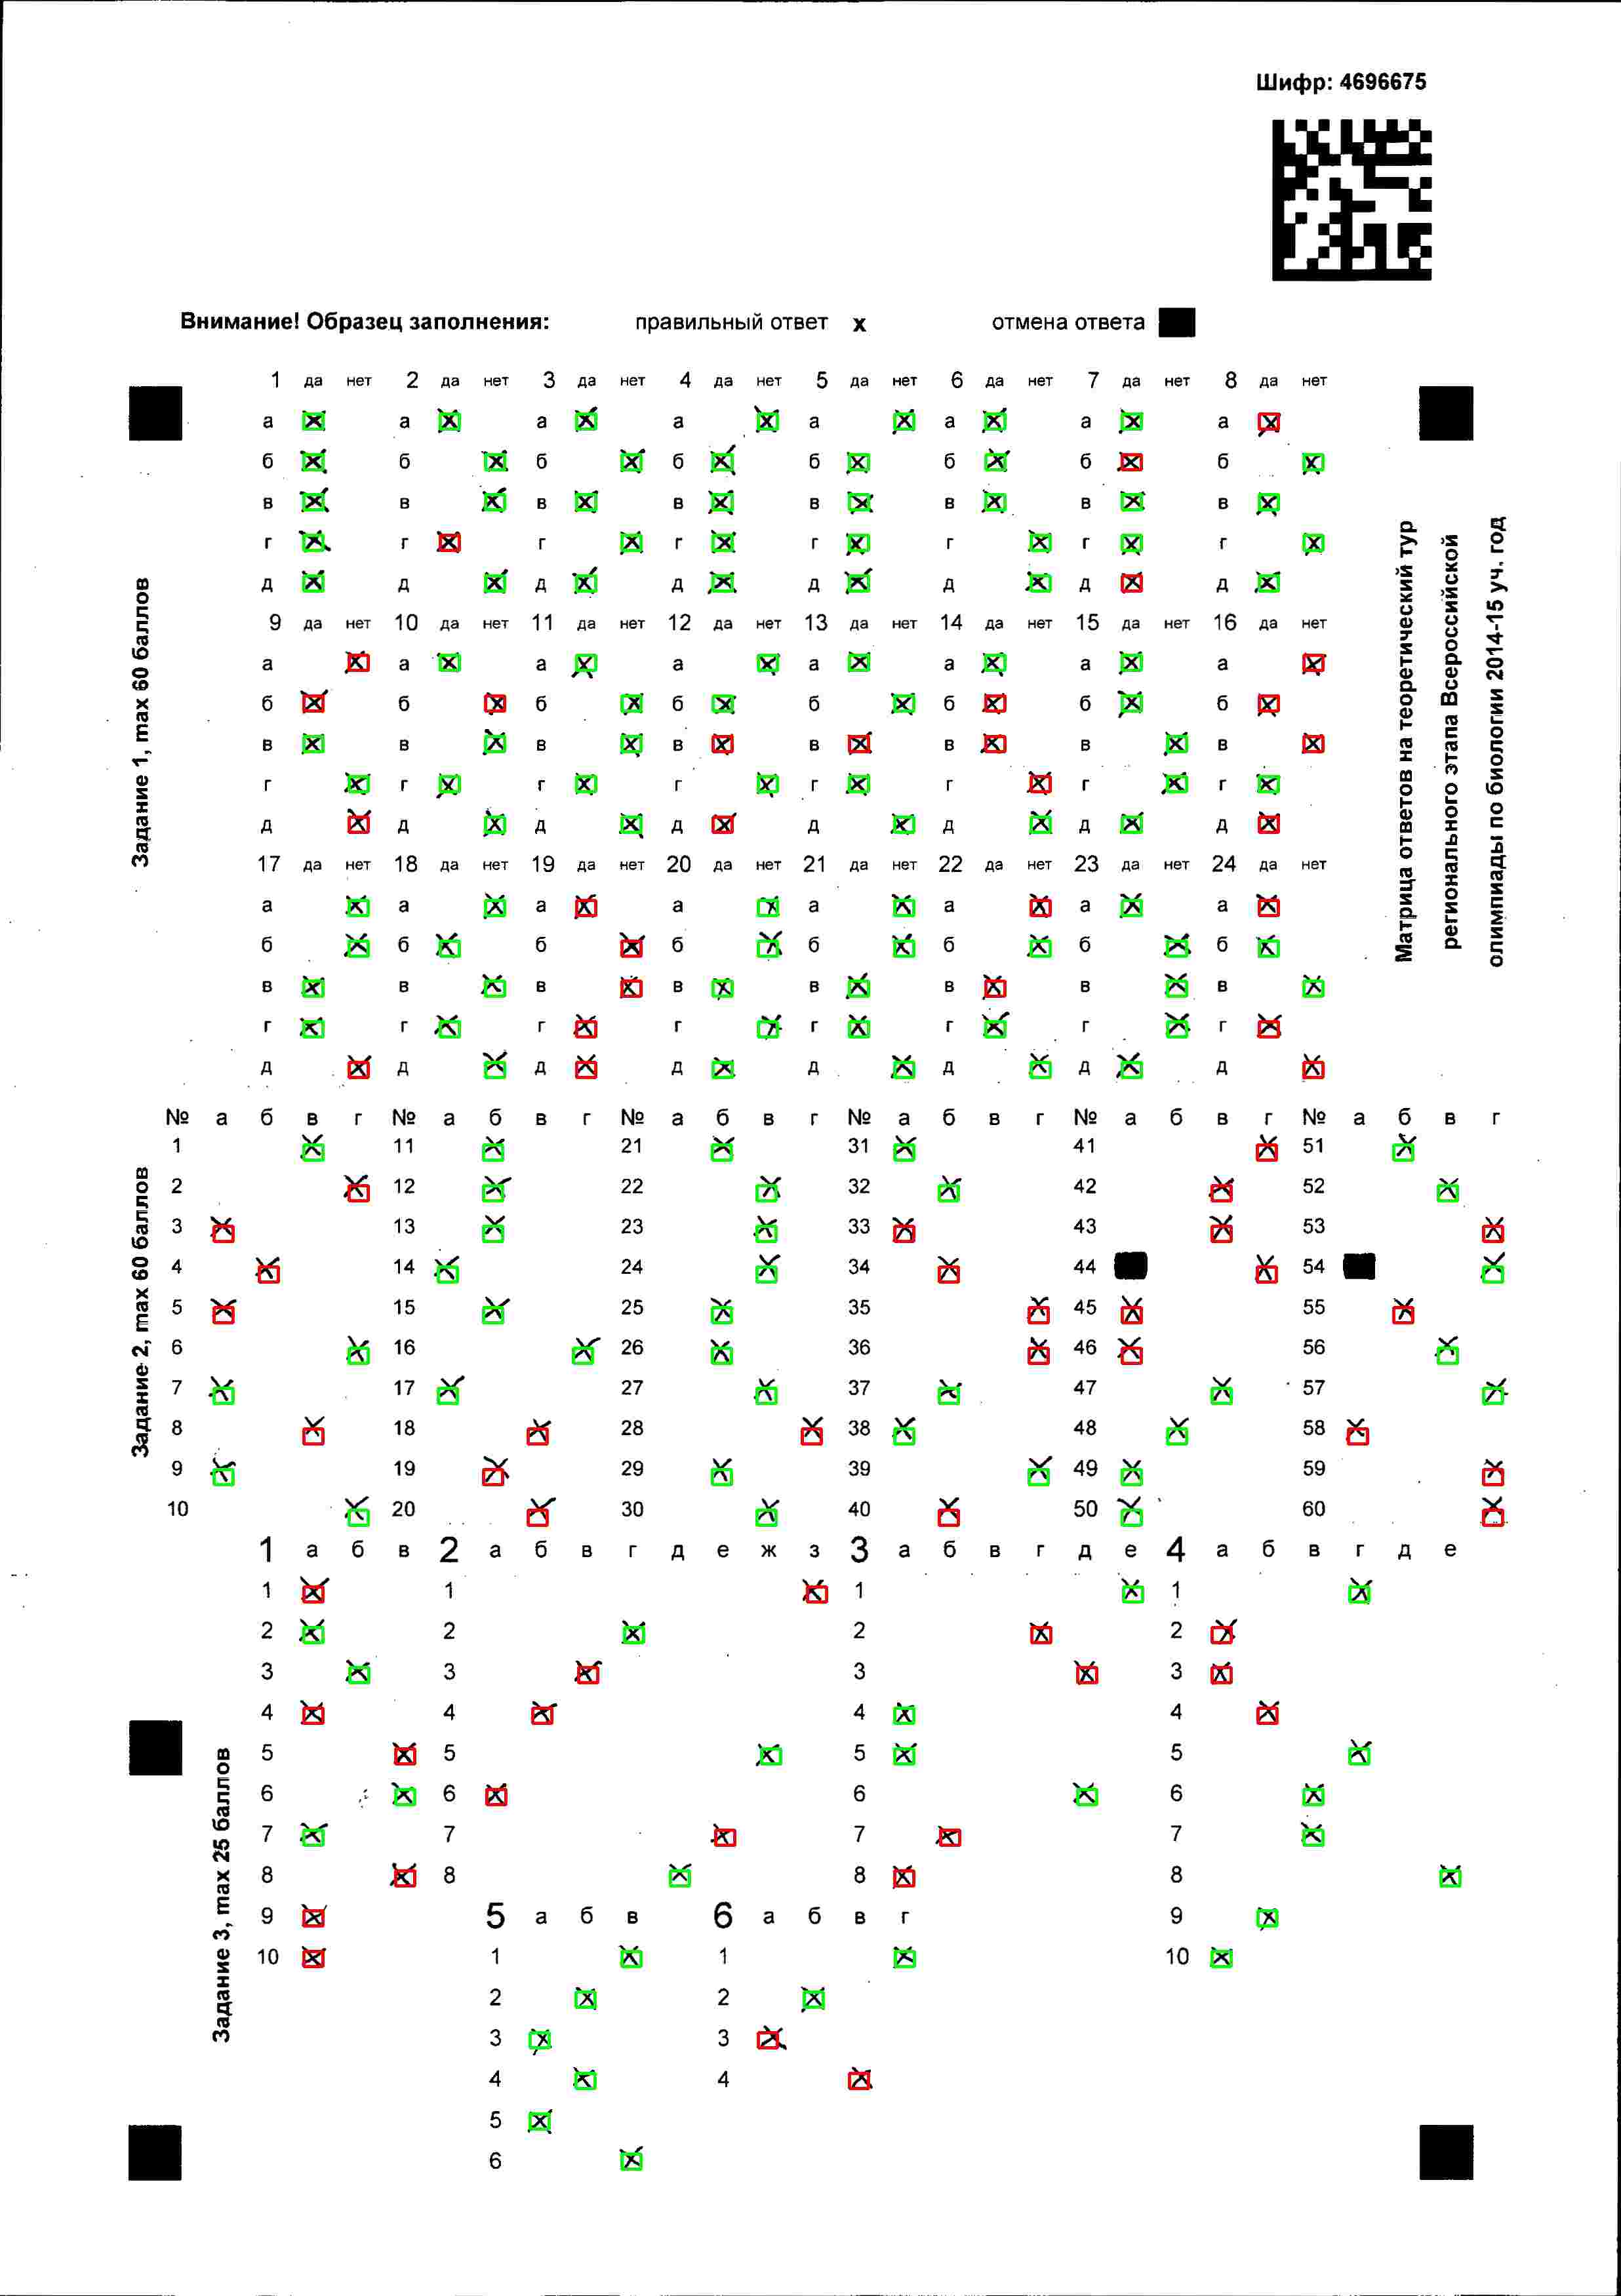 Шифр: 4696675
Внимание! Образец заполнения: правильный ответ х отмена ответа
Задание 1, max 60 баллов
1 да нет 2 да нет 3 да нет 4 да нет 5 да нет 6 да нет 7 да нет 8 да нет
а а а а а а а а
б б б б б б б б
в в в в в в в в
г г г г г г г г
д д д д д д д д
9 да нет 10 да нет 11 да нет 12 да нет 13 да нет 14 да нет 15 да нет 16 да нет
а а а а а а а а
б б б б б б б б
в в в в в в в в
г г г г г г г г
д д д д д д д д
17 да нет 18 да нет 19 да нет 20 да нет 21 да нет 22 да нет 23 да нет 24 да нет
а а а а а а а а
б б б б б б б б
в в в в в в в в
г г г г г г г г
д д д д д д д д
Матрица ответов на теоретический тур
регионального этапа Всероссийской
олимпиады по биологии 2014-15 уч. год
Задание 2, max 60 баллов
№ а б в г № а б в г № а б в г № а б в г № а б в г № а б в г
1 11 21 31 41 51
2 12 22 32 42 52
3 13 23 33 43 53
4 14 24 34 44 54
5 15 25 35 45 55
6 16 26 36 46 56
7 17 27 37 47 57
8 18 28 38 48 58
9 19 29 39 49 59
10 20 30 40 50 60
Задание 3, max 25 баллов
1 а б в 2 а б в г д е ж з 3 а б в г д е 4 а б в г д е
1 1 1 1
2 2 2 2
3 3 3 3
4 4 4 4
5 5 5 5
6 6 6 6
7 7 7 7
8 8 8 8
9 5 а б в 6 а б в г 9
10 1 1 10
2 2
3 3
4 4
5
6